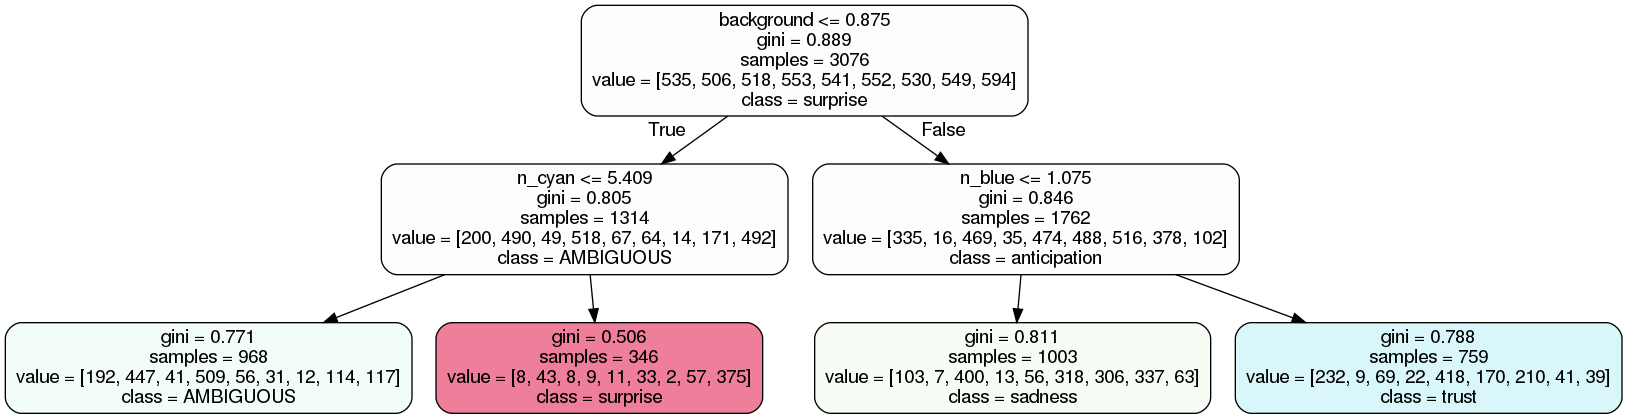 background <= 0.875
gini = 0.889
samples = 3076
value = [535, 506, 518, 553, 541, 552, 530, 549, 594]
class = surprise
True
False
n_cyan <= 5.409
gini = 0.805
samples = 1314
value = [200, 490, 49, 518, 67, 64, 14, 171, 492]
class = AMBIGUOUS
n_blue <= 1.075
gini = 0.846
samples = 1762
value = [335, 16, 469, 35, 474, 488, 516, 378, 102]
class = anticipation
gini = 0.771
samples = 968
value = [192, 447, 41, 509, 56, 31, 12, 114, 117]
class = AMBIGUOUS
gini = 0.506
samples = 346
value = [8, 43, 8, 9, 11, 33, 2, 57, 375]
class = surprise
gini = 0.811
samples = 1003
value = [103, 7, 400, 13, 56, 318, 306, 337, 63]
class = sadness
gini = 0.788
samples = 759
value = [232, 9, 69, 22, 418, 170, 210, 41, 39]
class = trust